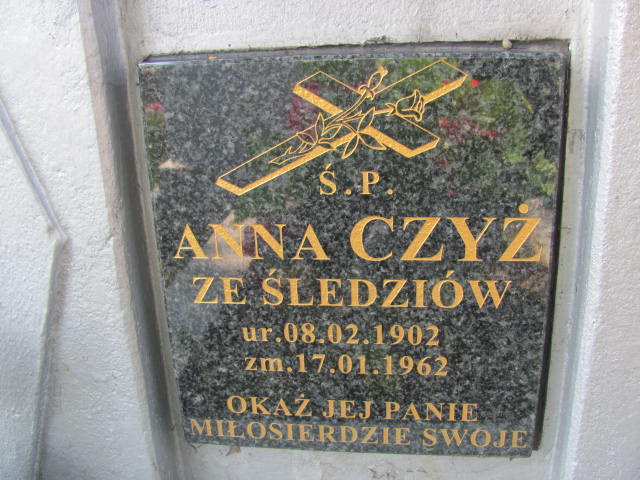 Ś.P.
ANNA CZYŻ
ZE ŚLEDZIÓW
ur.08.02.1902
zm.17.01.1962
OKAŻ JEJ PANIE
MIŁOSIERDZIE SWOJE